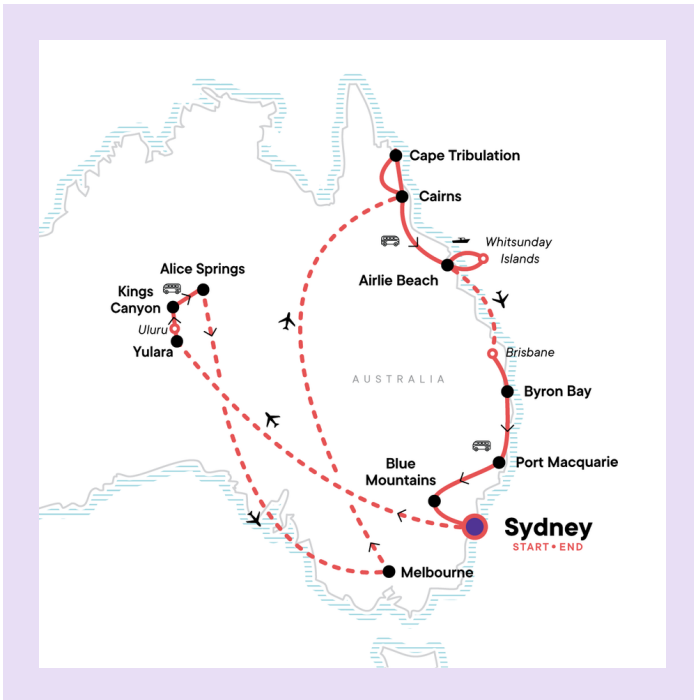 Cape Tribulation
Cairns
Whitsunday
Islands
Airlie Beach
Alice Springs
Kings
Canyon
Uluru
Yulara
Brisbane
AUSTRALIA
Byron Bay
Blue
Mountains
Port Macquarie
Sydney
START • END
Melbourne